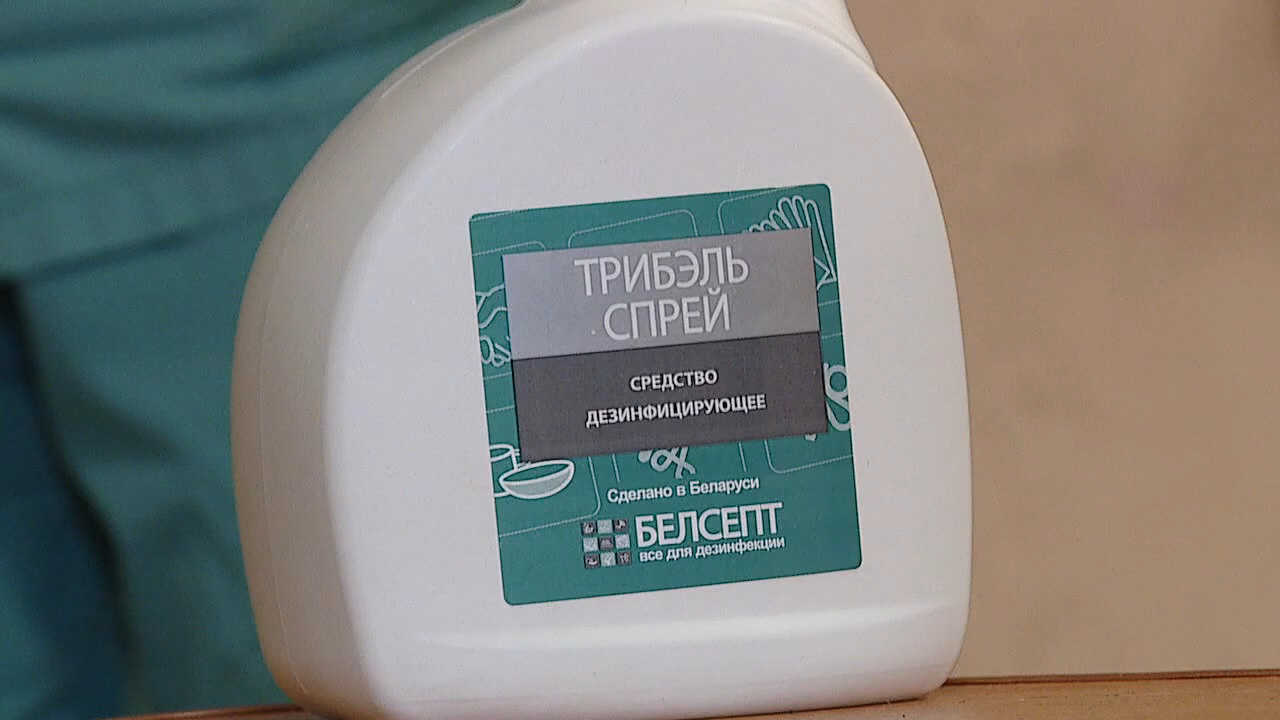 ТРИБЭЛЬ
СПРЕЙ
СРЕДСТВО
ДЕЗИНФИЦИРУЮЩЕЕ
Сделано в Беларуси
БЕЛСЕПТ
все для дезинфекции